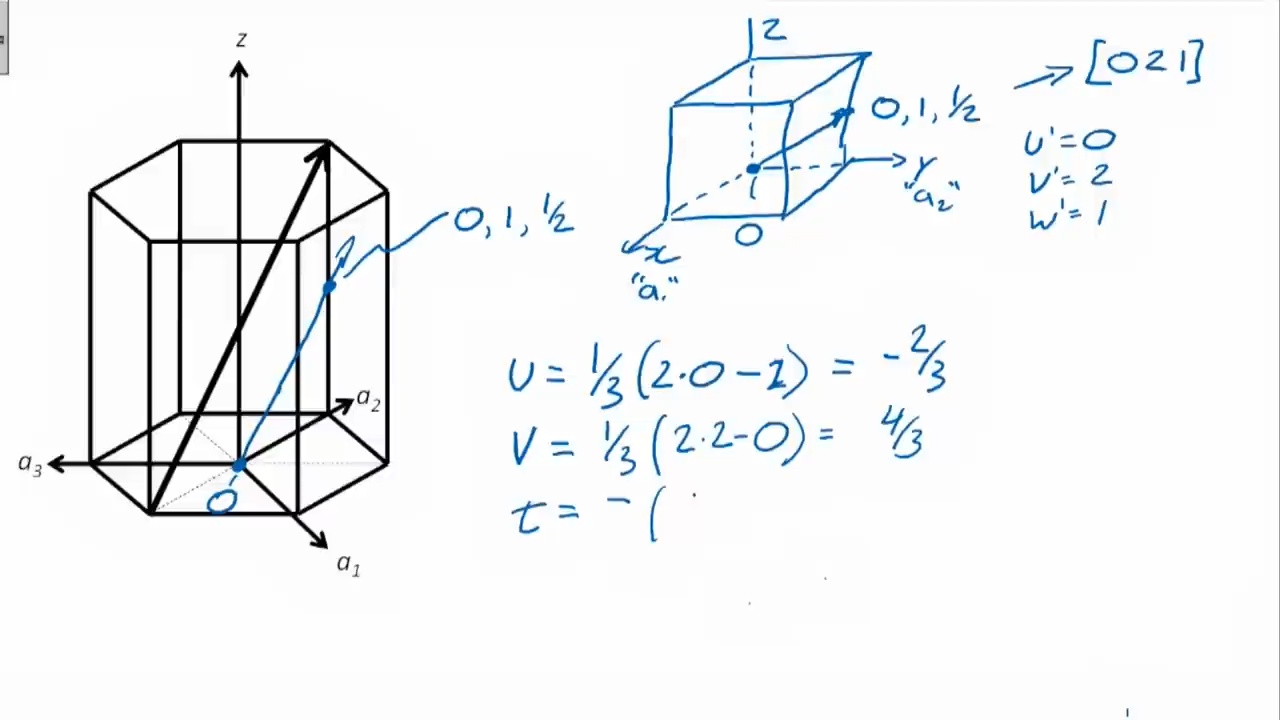 z
a3
a2
a1
0
0, 1, 1/2
z
0, 1, 1/2
y
"a2"
x
"a1"
0
[0 2 1]
u' = 0
v' = 2
w' = 1
U = 1/3 (2·0 - 2) = -2/3
V = 1/3 (2·2 - 0) = 4/3
t = - (